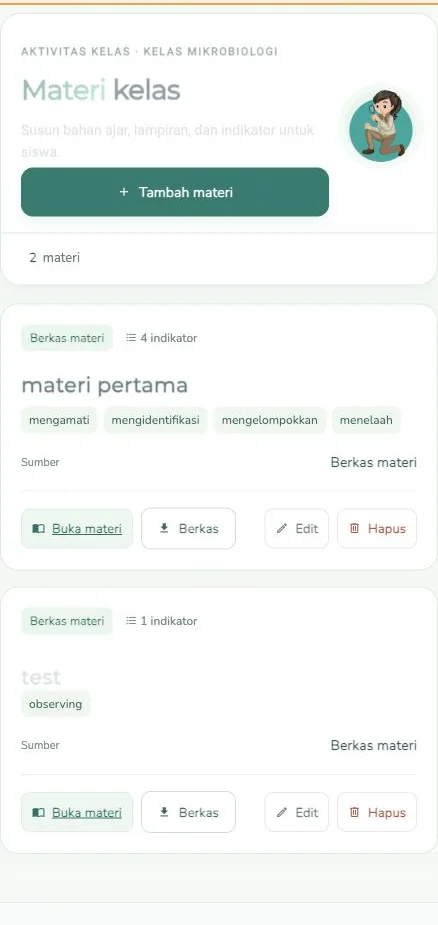 AKTIVITAS KELAS · KELAS MIKROBIOLOGI
Materi kelas
Susun bahan ajar, lampiran, dan indikator untuk
siswa.
+ Tambah materi
2 materi
Berkas materi 4 indikator
materi pertama
mengamati mengidentifikasi mengelompokkan menelaah
Sumber Berkas materi
Buka materi Berkas Edit Hapus
Berkas materi 1 indikator
test
observing
Sumber Berkas materi
Buka materi Berkas Edit Hapus